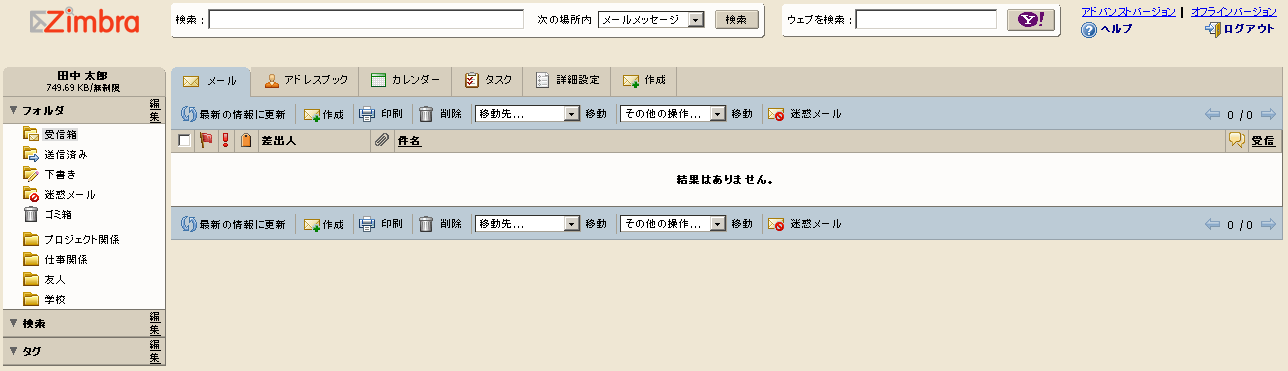 Zimbra
検索： 次の場所内 メールメッセージ 検索
ウェブを検索： Y!
アドバンストバージョン | オフラインバージョン
ヘルプ ログアウト
田中 太郎
749.69 KB/無制限
メール アドレスブック カレンダー タスク 詳細設定 作成
フォルダ 編集
受信箱
送信済み
下書き
迷惑メール
ゴミ箱
プロジェクト関係
仕事関係
友人
学校
検索 編集
タグ 編集
最新の情報に更新 作成 印刷 削除 移動先... 移動 その他の操作... 移動 迷惑メール 0 / 0
差出人 件名 受信
結果はありません。
最新の情報に更新 作成 印刷 削除 移動先... 移動 その他の操作... 移動 迷惑メール 0 / 0